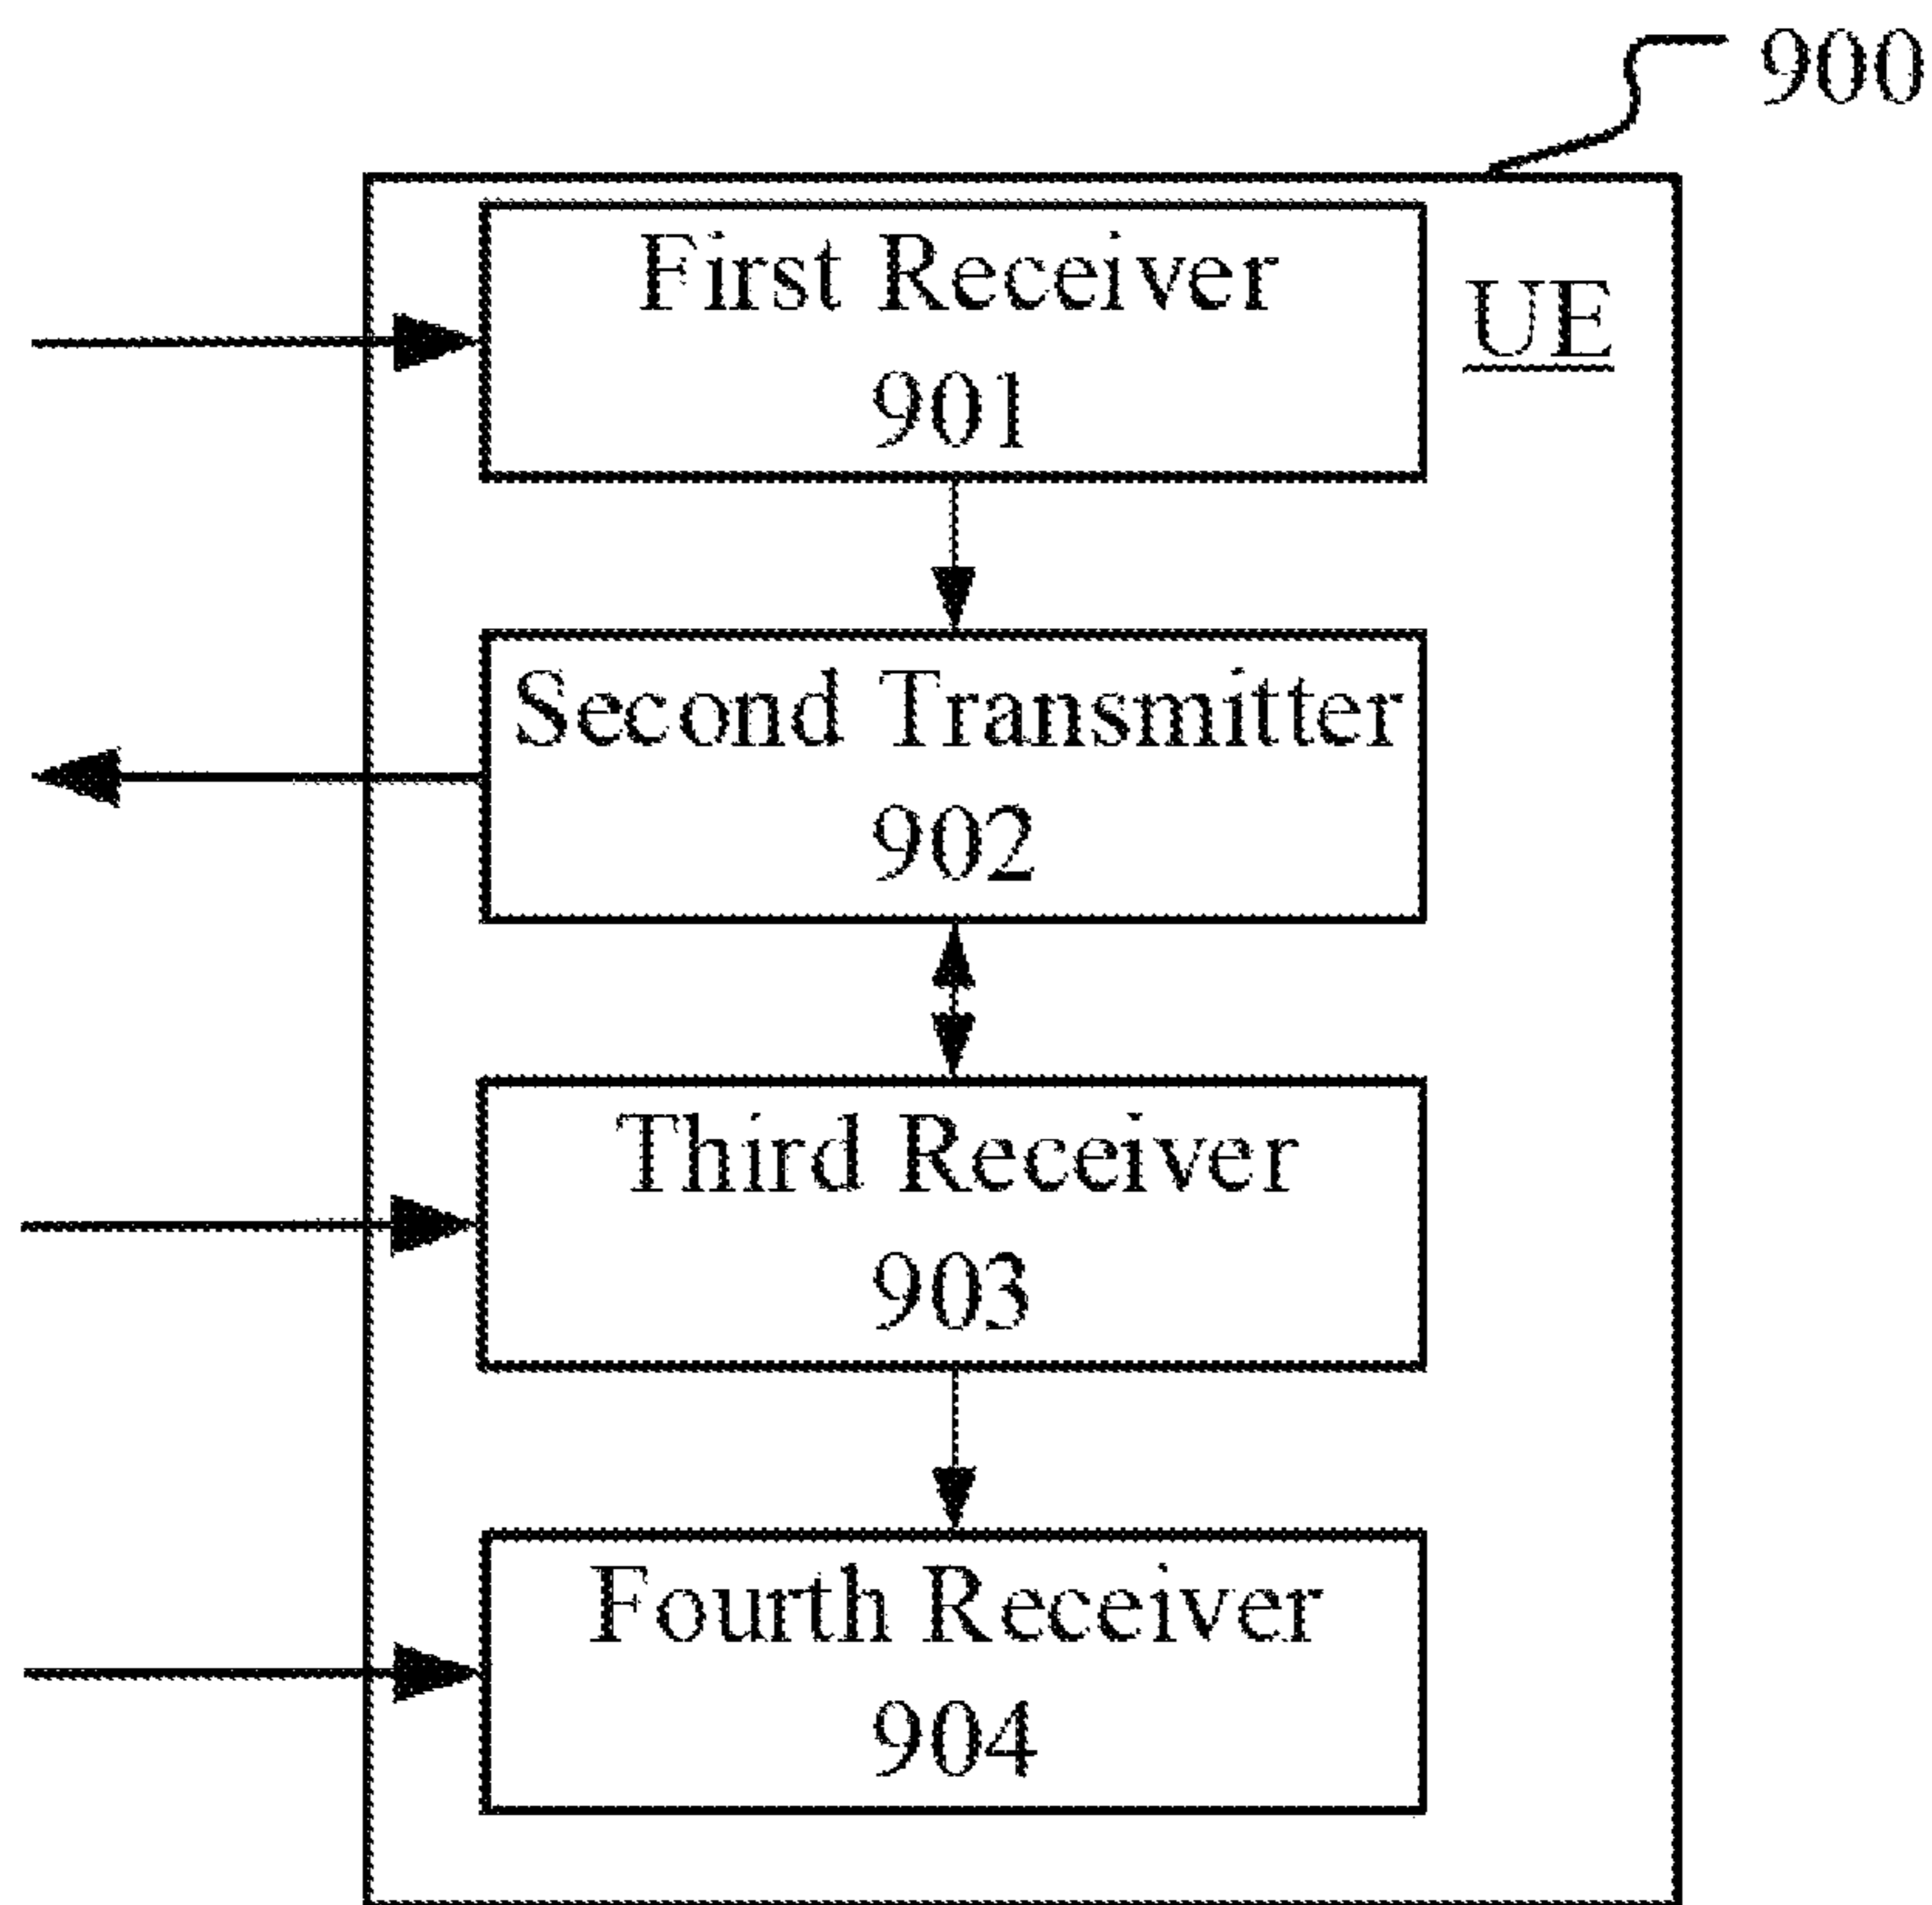 900
First Receiver
901
UE
Second Transmitter
902
Third Receiver
903
Fourth Receiver
904